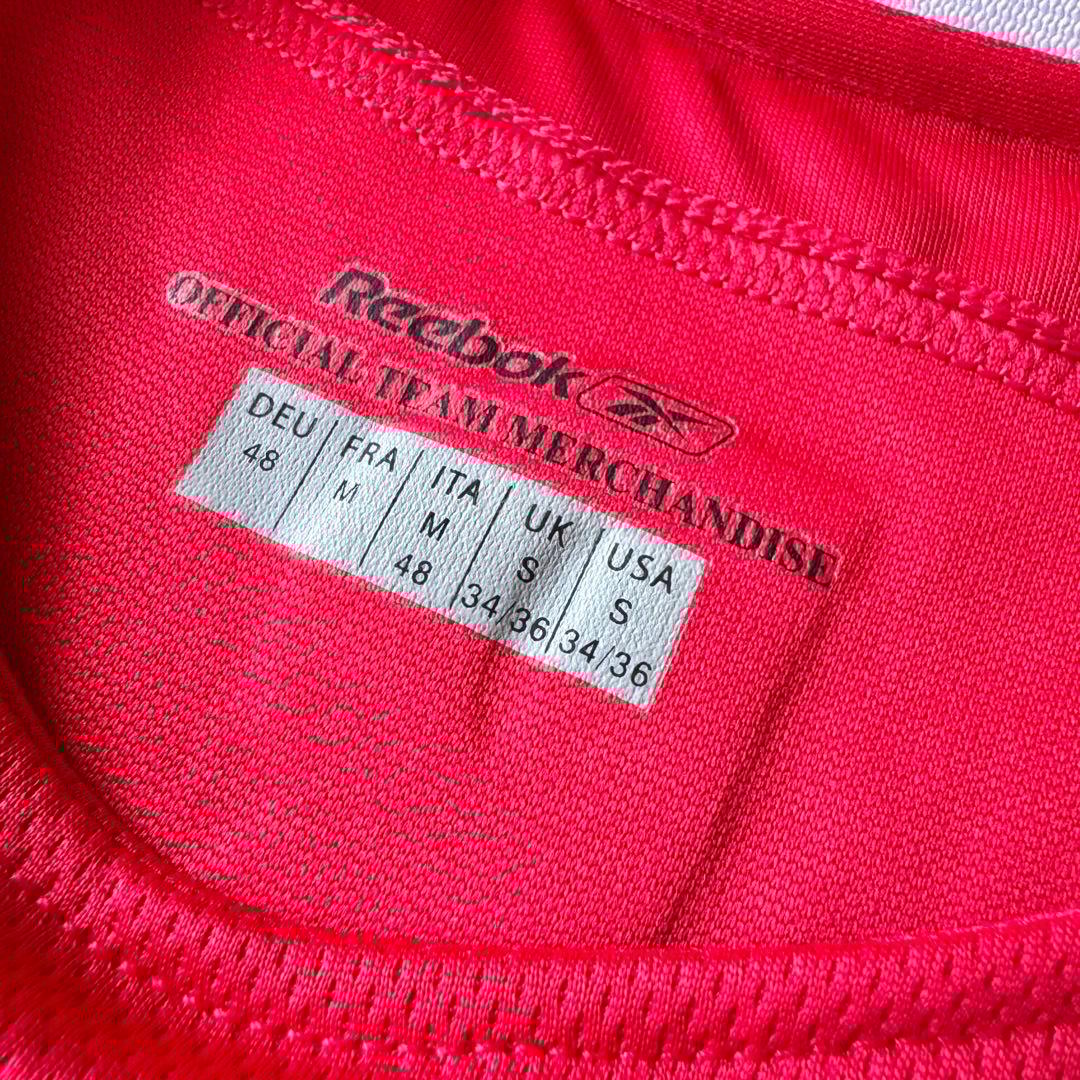 Reebok
OFFICIAL TEAM MERCHANDISE
DEU FRA ITA UK USA
48 M M S S
48 34/36 34/36